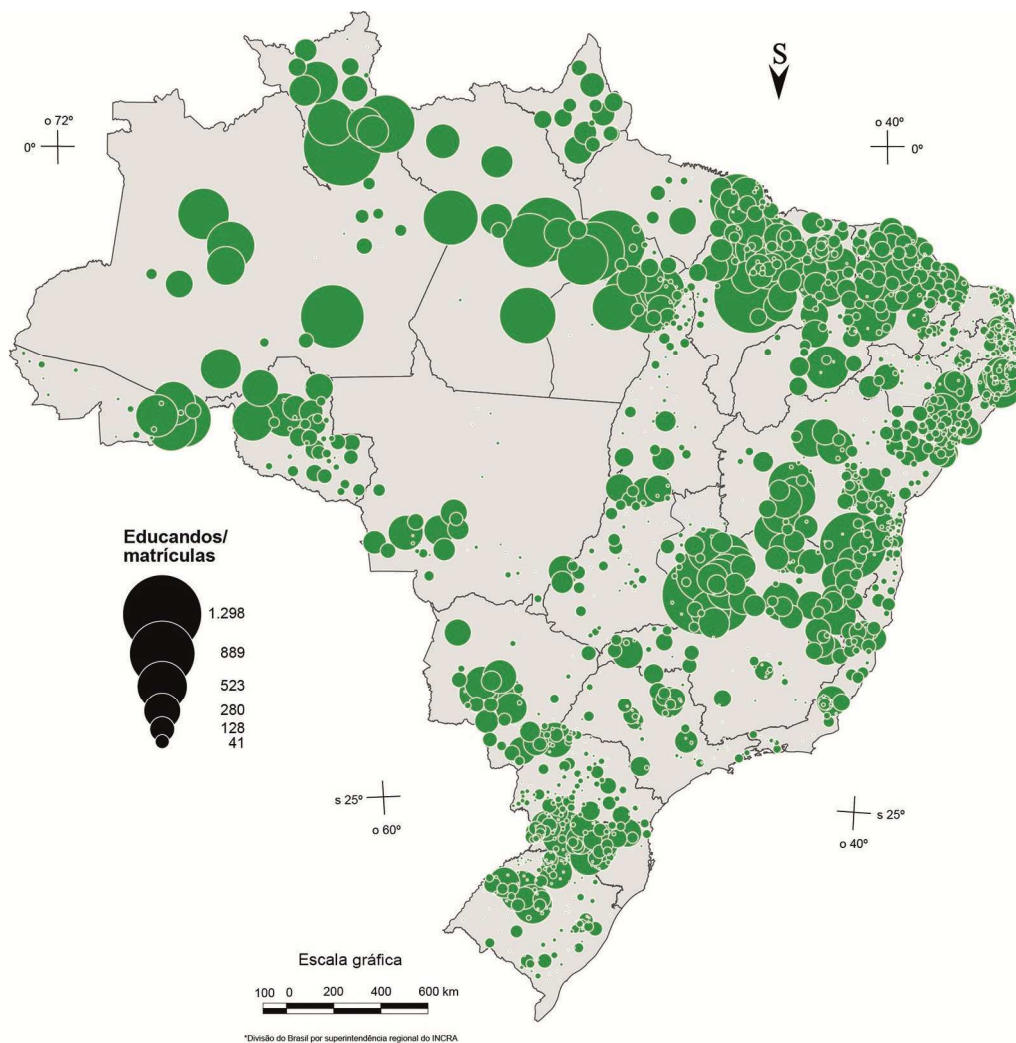 S
o 72º
0º
o 40º
0º
Educandos/
matrículas
1.298
889
523
280
128
41
s 25º
o 60º
s 25º
o 40º
Escala gráfica
100 0 200 400 600 km
*Divisão do Brasil por superintendência regional do INCRA